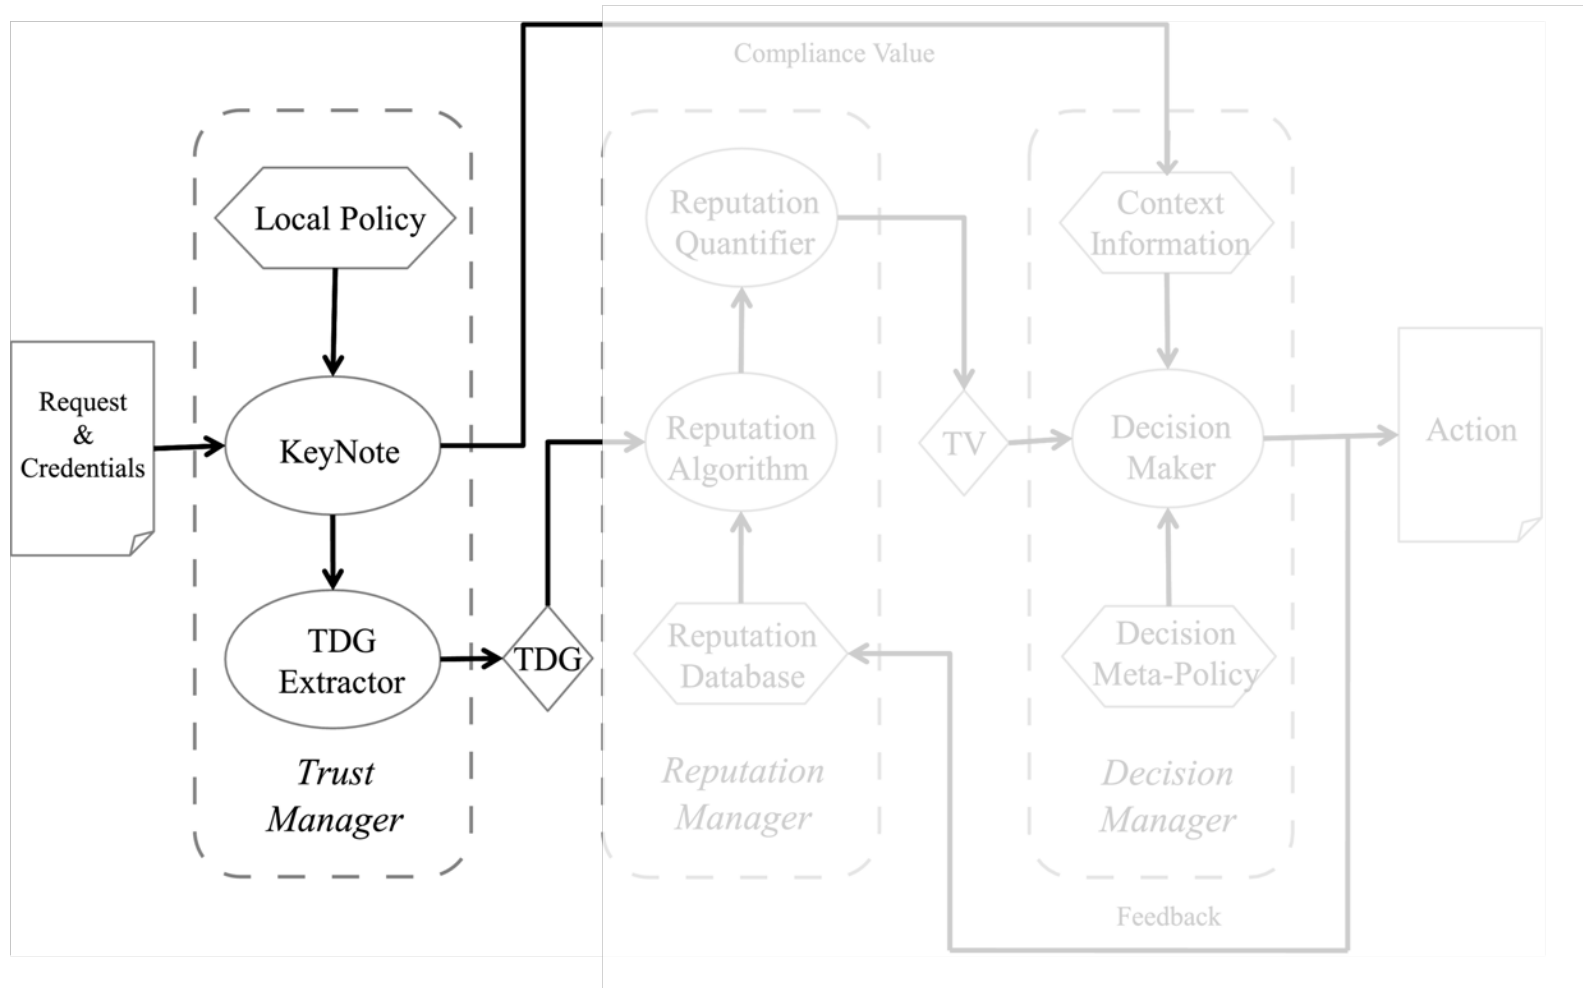 Compliance Value
Local Policy
Request
&
Credentials
KeyNote
TDG
Extractor
TDG
Trust
Manager
Reputation
Quantifier
Reputation
Algorithm
Reputation
Database
Reputation
Manager
TV
Context
Information
Decision
Maker
Decision
Meta-Policy
Decision
Manager
Action
Feedback